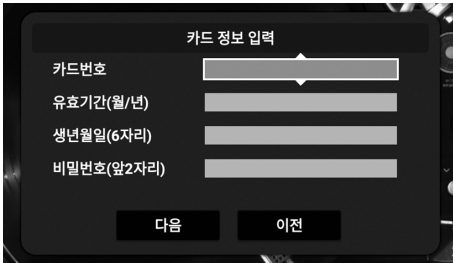 카드 정보 입력
카드번호
유효기간(월/년)
생년월일(6자리)
비밀번호(앞2자리)
다음 이전